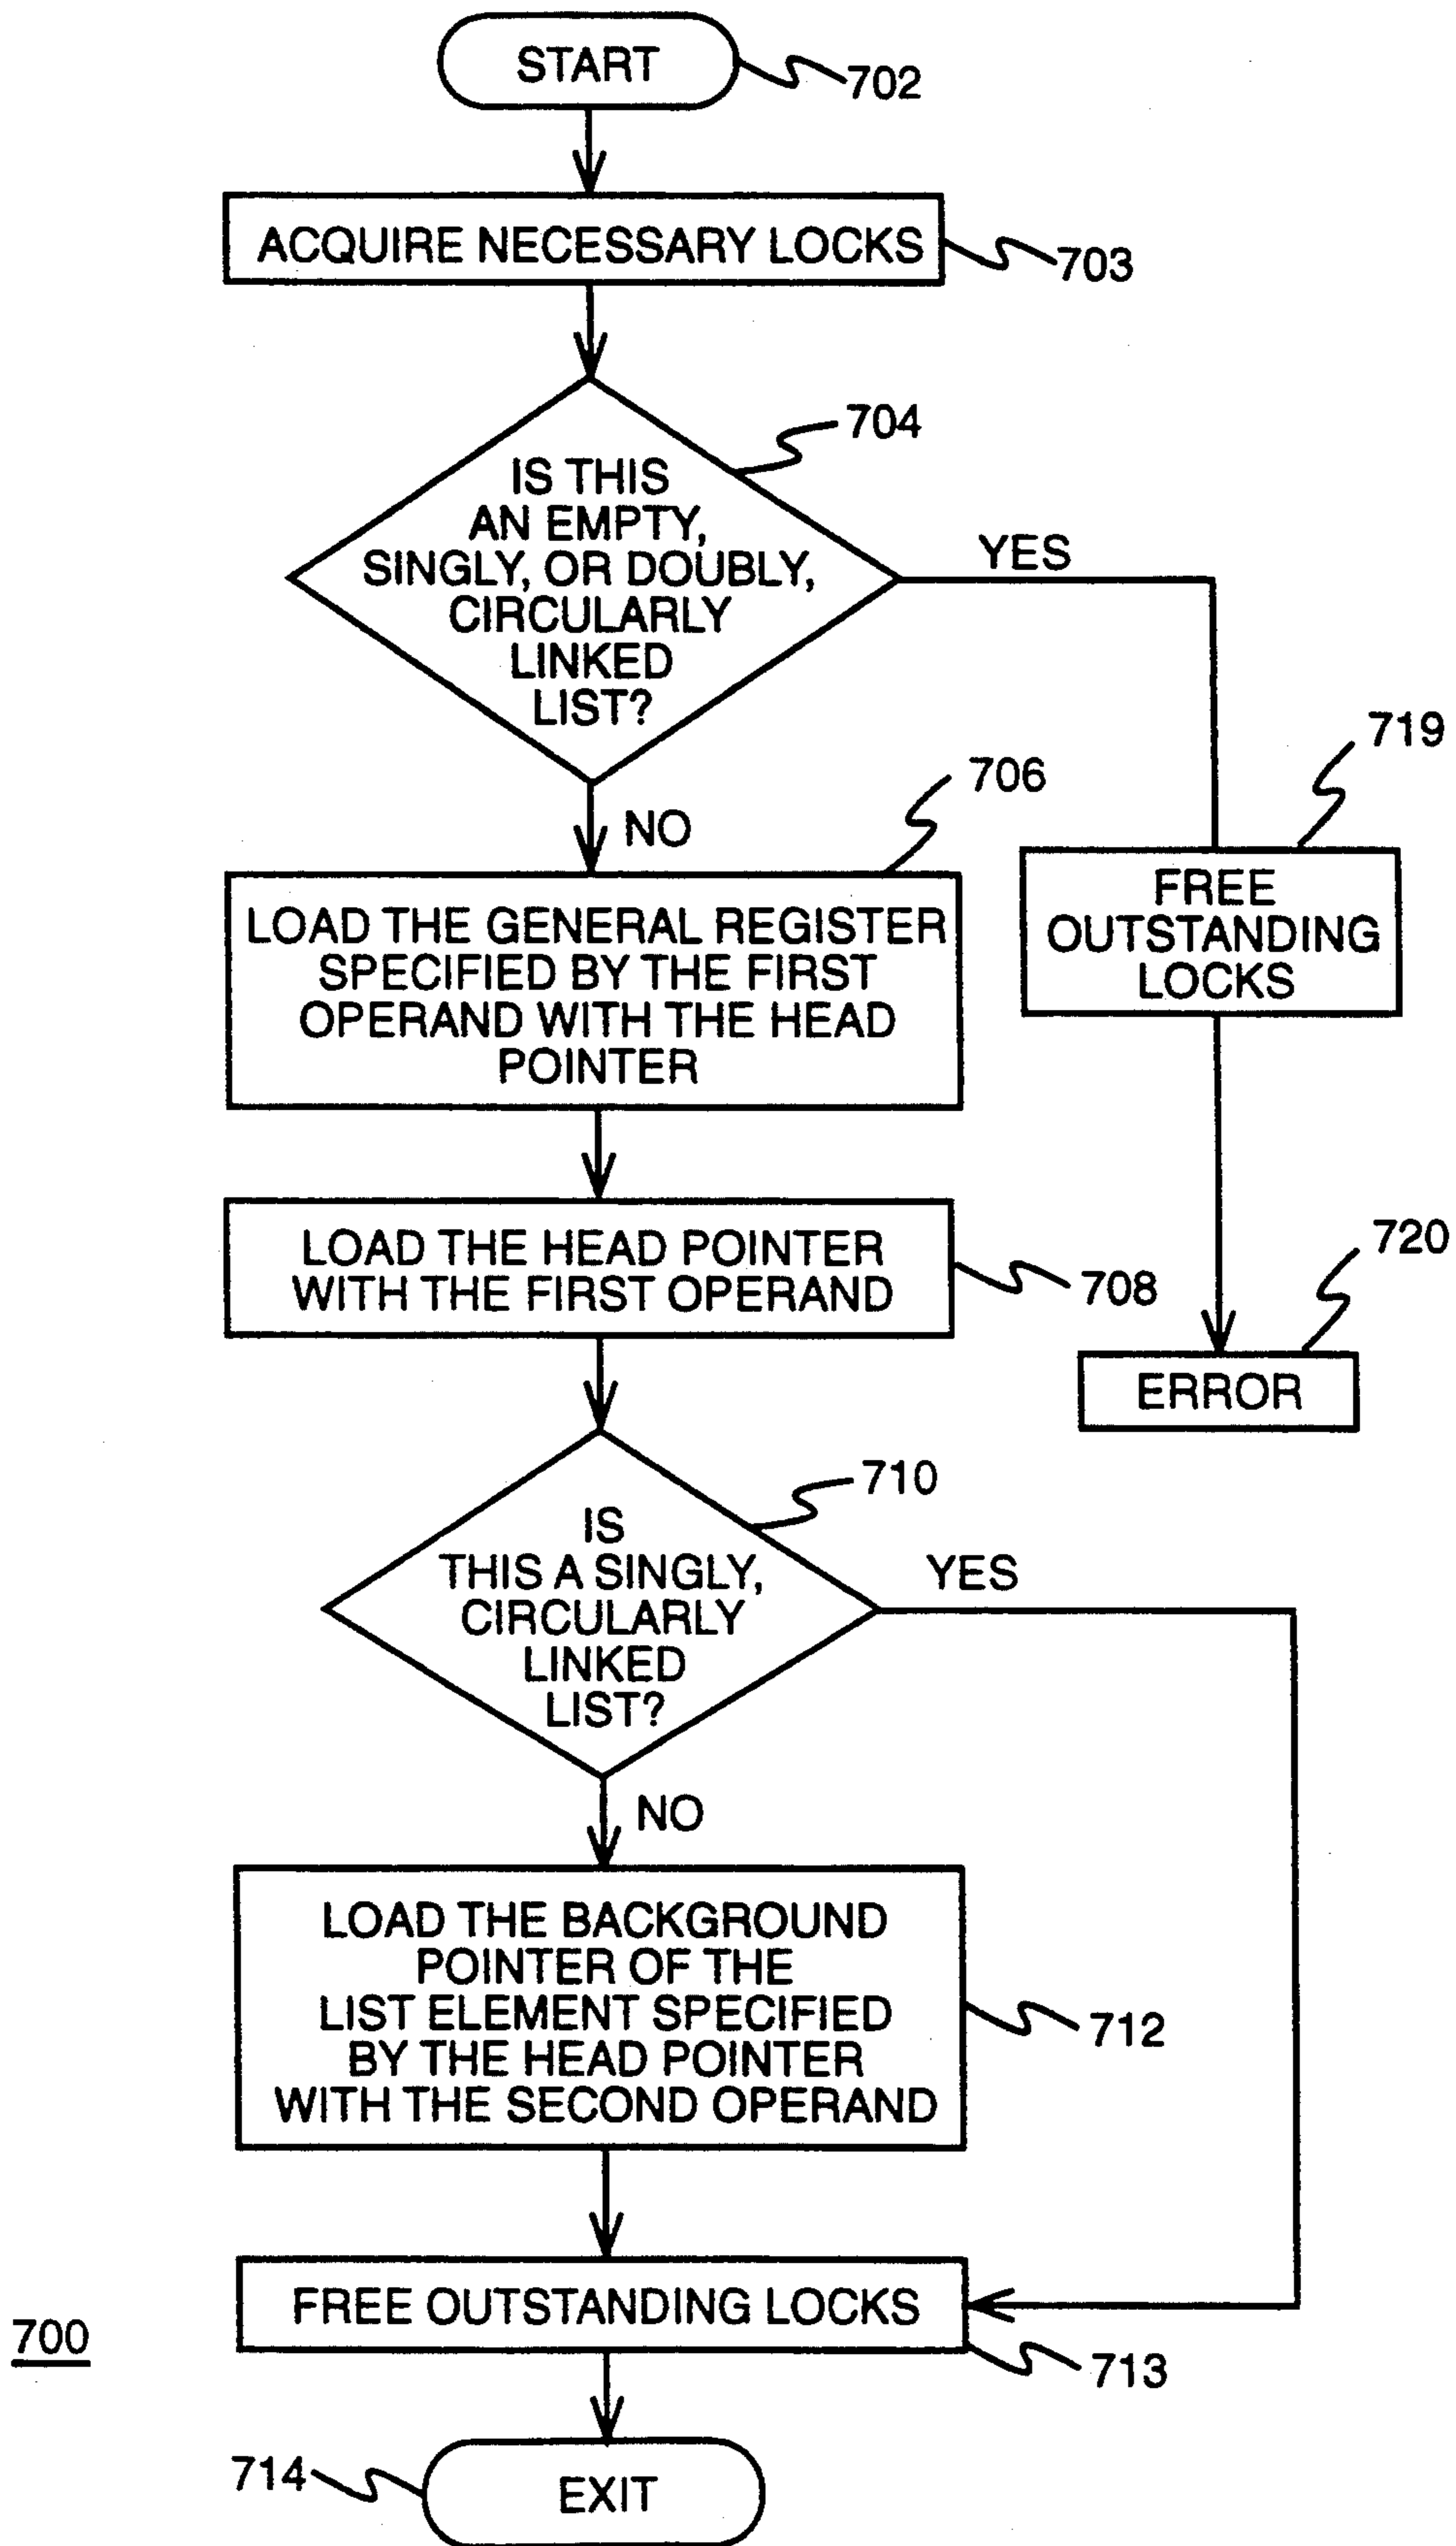 START
702
ACQUIRE NECESSARY LOCKS
703
704
IS THIS
AN EMPTY,
SINGLY, OR DOUBLY,
CIRCULARLY
LINKED
LIST?
YES
719
706
NO
FREE
OUTSTANDING
LOCKS
LOAD THE GENERAL REGISTER
SPECIFIED BY THE FIRST
OPERAND WITH THE HEAD
POINTER
LOAD THE HEAD POINTER
WITH THE FIRST OPERAND
708
720
ERROR
710
IS
THIS A SINGLY,
CIRCULARLY
LINKED
LIST?
YES
NO
LOAD THE BACKGROUND
POINTER OF THE
LIST ELEMENT SPECIFIED
BY THE HEAD POINTER
WITH THE SECOND OPERAND
712
FREE OUTSTANDING LOCKS
700
713
714
EXIT